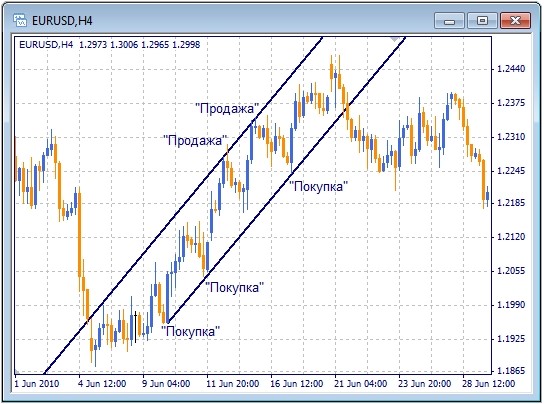 EURUSD,H4
EURUSD,H4 1.2973 1.3006 1.2965 1.2998
1.2440
1.2375
"Продажа"
1.2310
"Продажа"
1.2245
"Покупка"
1.2185
1.2120
1.2055
"Покупка"
1.1990
"Покупка"
1.1925
1.1865
1 Jun 2010 4 Jun 12:00 9 Jun 04:00 11 Jun 20:00 16 Jun 12:00 21 Jun 04:00 23 Jun 20:00 28 Jun 12:00